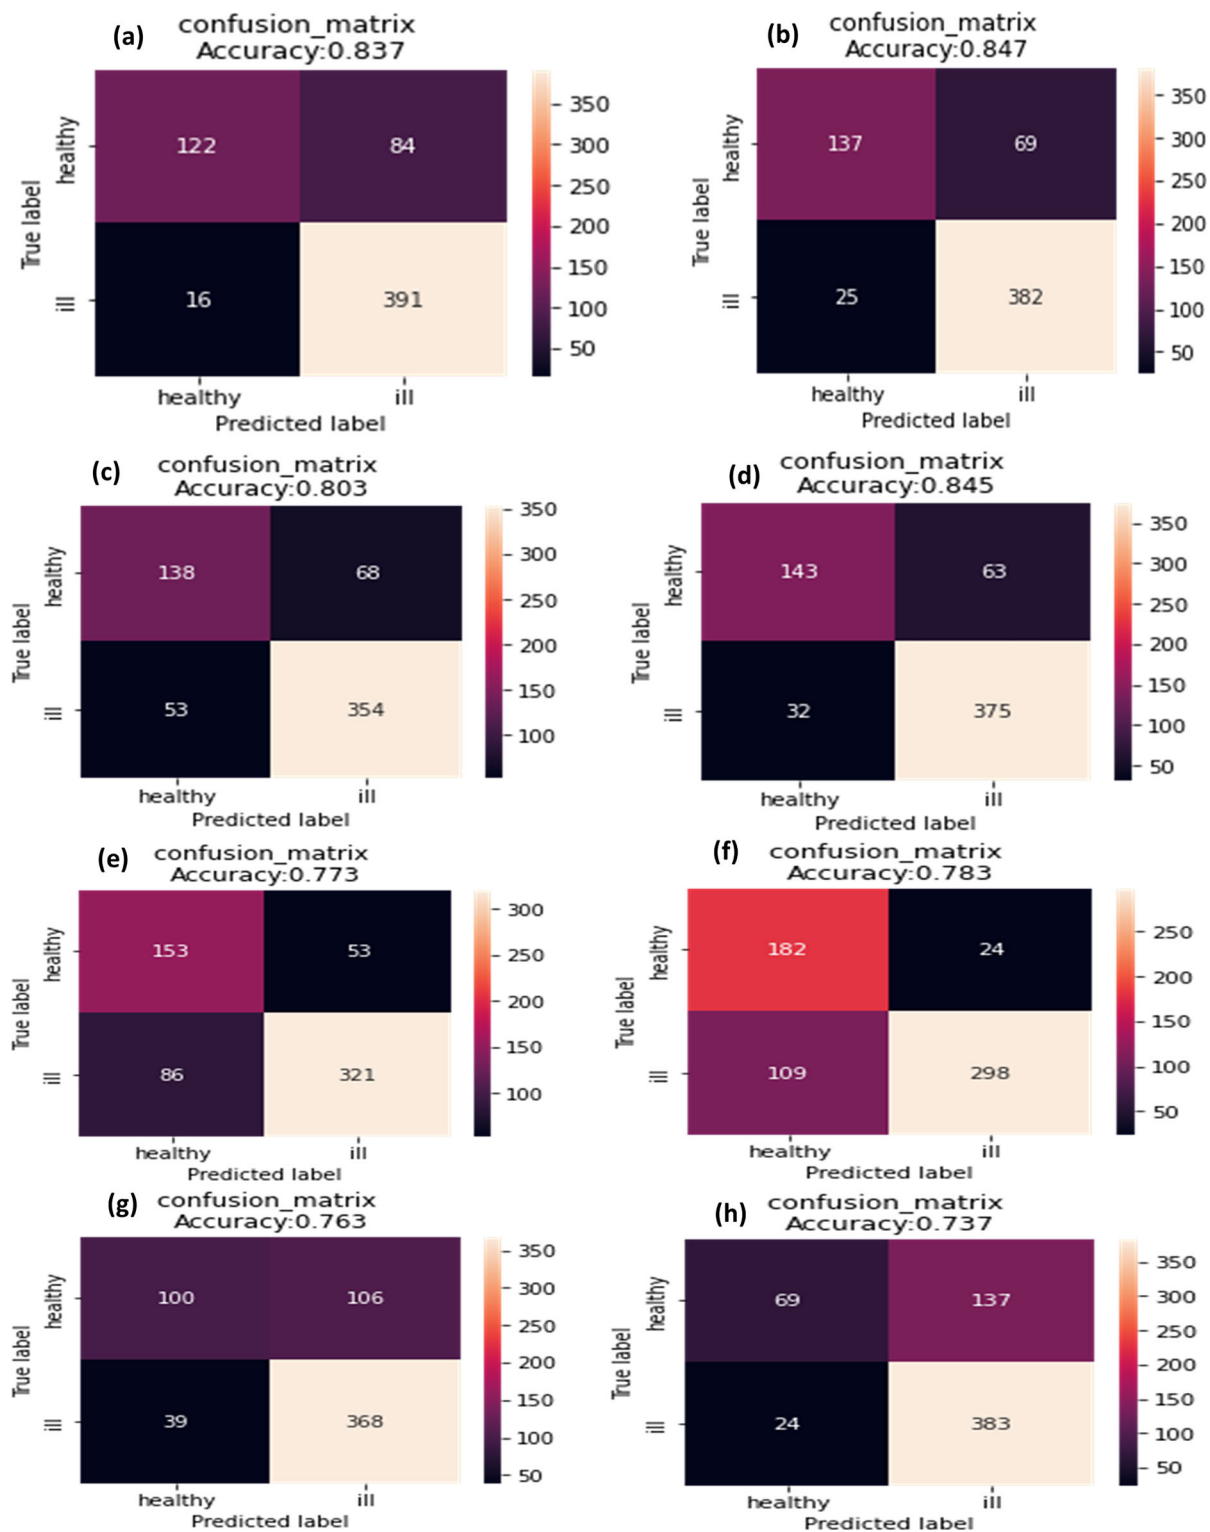 (a) confusion_matrix
Accuracy:0.837
True label
healthy
ill
122 84
16 391
350
300
250
200
150
100
50
healthy ill
Predicted label
(b) confusion_matrix
Accuracy:0.847
True label
healthy
ill
137 69
25 382
350
300
250
200
150
100
50
healthy ill
Predicted label
(c) confusion_matrix
Accuracy:0.803
True label
healthy
ill
138 68
53 354
350
300
250
200
150
100
healthy ill
Predicted label
(d) confusion_matrix
Accuracy:0.845
True label
healthy
ill
143 63
32 375
350
300
250
200
150
100
50
healthy ill
Predicted label
(e) confusion_matrix
Accuracy:0.773
True label
healthy
ill
153 53
86 321
300
250
200
150
100
healthy ill
Predicted label
(f) confusion_matrix
Accuracy:0.783
True label
healthy
ill
182 24
109 298
250
200
150
100
50
healthy ill
Predicted label
(g) confusion_matrix
Accuracy:0.763
True label
healthy
ill
100 106
39 368
350
300
250
200
150
100
50
healthy ill
Predicted label
(h) confusion_matrix
Accuracy:0.737
True label
healthy
ill
69 137
24 383
350
300
250
200
150
100
50
healthy ill
Predicted label